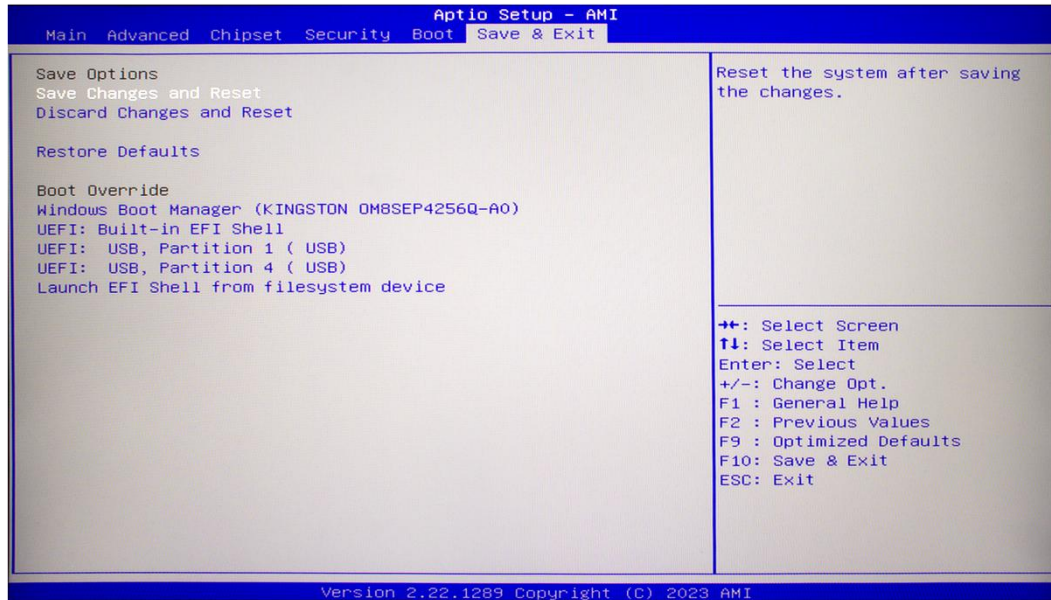 Aptio Setup – AMI
Main Advanced Chipset Security Boot Save & Exit
Save Options
Save Changes and Reset
Discard Changes and Reset
Restore Defaults
Boot Override
Windows Boot Manager (KINGSTON OM8SEP4256Q-A0)
UEFI: Built-in EFI Shell
UEFI: USB, Partition 1 ( USB)
UEFI: USB, Partition 4 ( USB)
Launch EFI Shell from filesystem device
Reset the system after saving
the changes.
→←: Select Screen
↑↓: Select Item
Enter: Select
+/-: Change Opt.
F1 : General Help
F2 : Previous Values
F9 : Optimized Defaults
F10: Save & Exit
ESC: Exit
Version 2.22.1289 Copyright (C) 2023 AMI